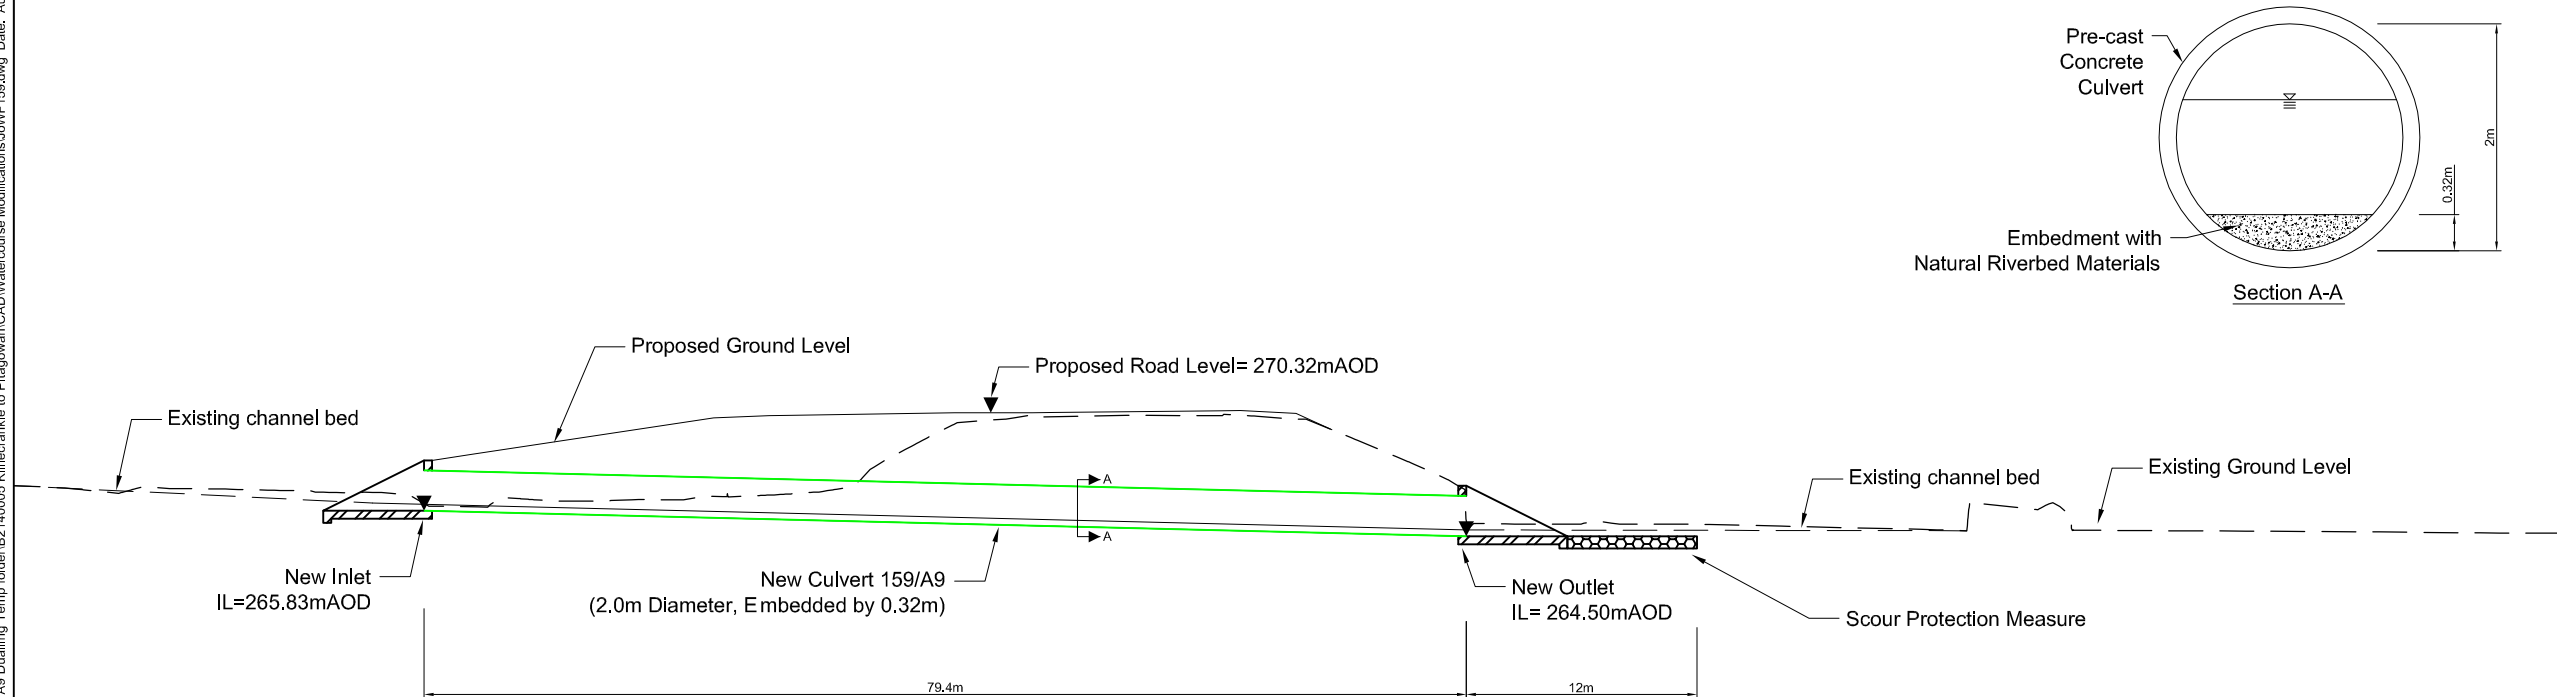 Pre-cast
Concrete
Culvert
2m
0.32m
Embedment with
Natural Riverbed Materials
Section A-A
Proposed Ground Level
Proposed Road Level= 270.32mAOD
Existing channel bed
Existing channel bed
Existing Ground Level
A
A
New Inlet
IL=265.83mAOD
New Culvert 159/A9
(2.0m Diameter, Embedded by 0.32m)
New Outlet
IL= 264.50mAOD
Scour Protection Measure
79.4m
12m